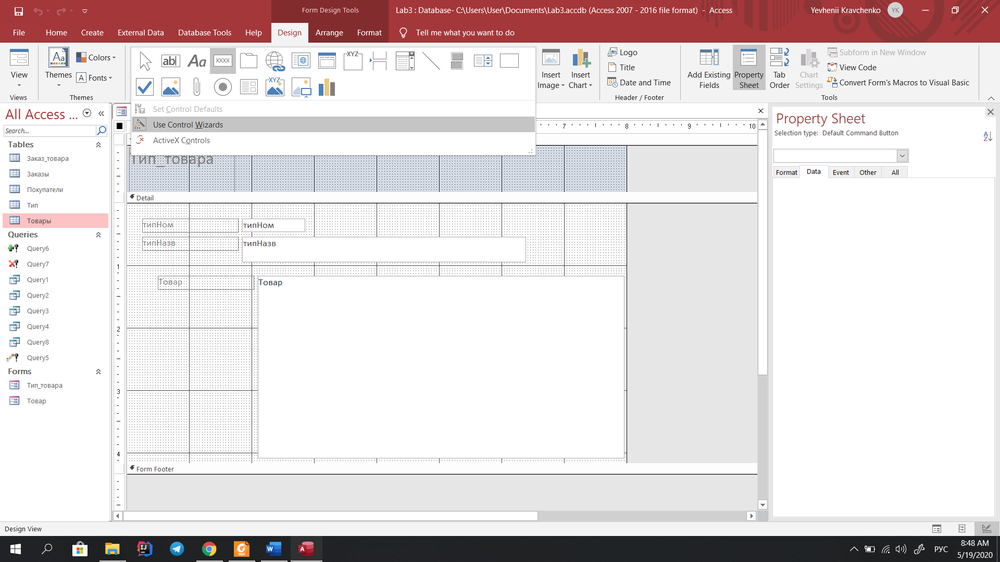 Form Design Tools
Lab3 : Database- C:\Users\User\Documents\Lab3.accdb (Access 2007 - 2016 file format) - Access
Yevhenii Kravchenko
YK
File
Home
Create
External Data
Database Tools
Help
Design
Arrange
Format
Tell me what you want to do
View
Views
Aa
Themes
Colors
A Fonts
Themes
ab
Aa
XXXX
XYZ
XYZ
Set Control Defaults
Use Control Wizards
ActiveX Controls
Insert Image
Insert Chart
Logo
Title
Date and Time
Header / Footer
Add Existing Fields
Property Sheet
Tab Order
Chart Settings
Subform in New Window
View Code
Convert Form's Macros to Visual Basic
Tools
All Access ...
Search...
Tables
Заказ_товара
Заказы
Покупатели
Тип
Товары
Queries
Query6
Query7
Query1
Query2
Query3
Query4
Query8
Query5
Forms
Тип_товара
Товар
7 8 9 10
Тип_товара
Detail
типНом
типНом
типНазв
типНазв
1
Товар
Товар
2
3
4
Form Footer
Property Sheet
Selection type: Default Command Button
A
Z
Format
Data
Event
Other
All
Design View
PDF
W
A
РУС
8:48 AM
5/19/2020